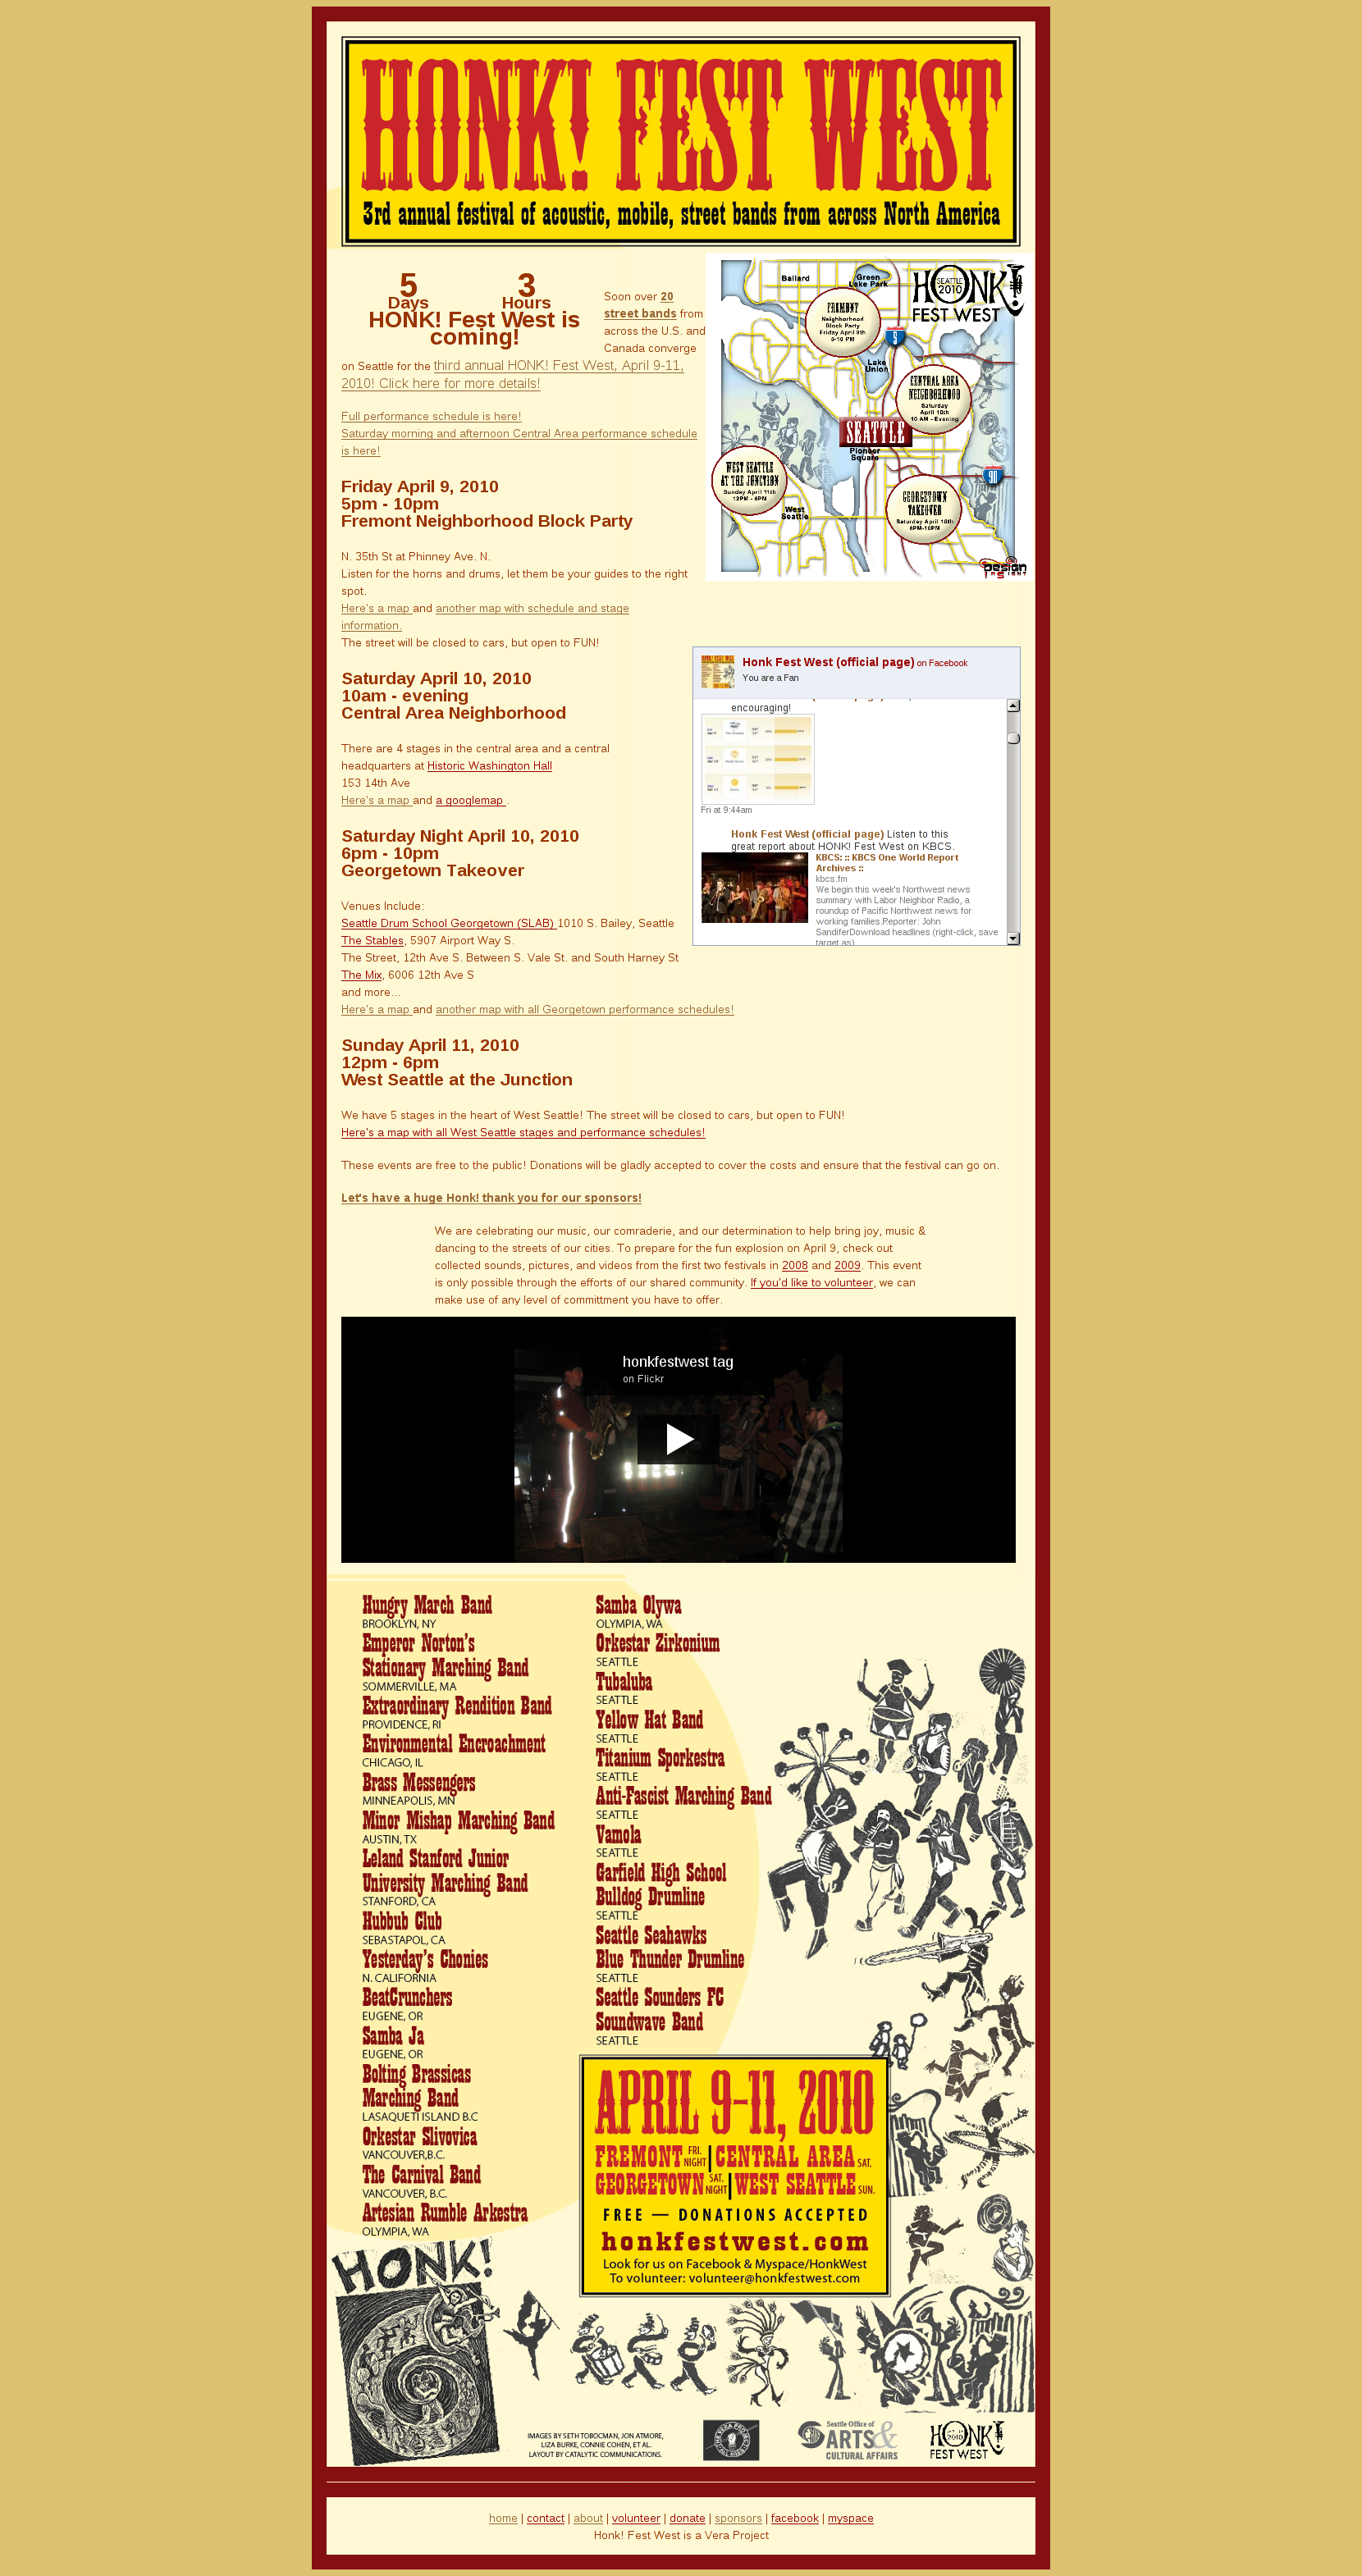 HONK! FEST WEST
3rd annual festival of acoustic, mobile, street bands from across North America
5 3
Days Hours
HONK! Fest West is
coming!
Soon over 20
street bands from
across the U.S. and
Canada converge
on Seattle for the third annual HONK! Fest West, April 9-11,
2010! Click here for more details!
Full performance schedule is here!
Saturday morning and afternoon Central Area performance schedule
is here!
Ballard
Green
Lake Park
SEATTLE
2010
HONK!
FEST WEST
FREMONT
Neighborhood
Block Party
Friday April 9th
5-10 PM
5
Lake
Union
CENTRAL AREA
NEIGHBORHOOD
Saturday
April 10th
10 AM - Evening
SEATTLE
Pioneer
Square
WEST SEATTLE
AT THE JUNCTION
Sunday April 11th
12PM - 6PM
90
GEORGETOWN
TAKEOVER
Saturday April 10th
6PM-10PM
West
Seattle
Friday April 9, 2010
5pm - 10pm
Fremont Neighborhood Block Party
N. 35th St at Phinney Ave. N.
Listen for the horns and drums, let them be your guides to the right
spot.
Here's a map and another map with schedule and stage
information.
The street will be closed to cars, but open to FUN!
Honk Fest West (official page) on Facebook
You are a Fan
encouraging!
Fri at 9:44am
Honk Fest West (official page) Listen to this
great report about HONK! Fest West on KBCS.
KBCS: :: KBCS One World Report
Archives ::
kbcs.fm
We begin this week's Northwest news
summary with Labor Neighbor Radio, a
roundup of Pacific Northwest news for
working families.Reporter: John
SandiferDownload headlines (right-click, save
target as)
Saturday April 10, 2010
10am - evening
Central Area Neighborhood
There are 4 stages in the central area and a central
headquarters at Historic Washington Hall
153 14th Ave
Here's a map and a googlemap .
Saturday Night April 10, 2010
6pm - 10pm
Georgetown Takeover
Venues Include:
Seattle Drum School Georgetown (SLAB) 1010 S. Bailey, Seattle
The Stables, 5907 Airport Way S.
The Street, 12th Ave S. Between S. Vale St. and South Harney St
The Mix, 6006 12th Ave S
and more...
Here's a map and another map with all Georgetown performance schedules!
Sunday April 11, 2010
12pm - 6pm
West Seattle at the Junction
We have 5 stages in the heart of West Seattle! The street will be closed to cars, but open to FUN!
Here's a map with all West Seattle stages and performance schedules!
These events are free to the public! Donations will be gladly accepted to cover the costs and ensure that the festival can go on.
Let's have a huge Honk! thank you for our sponsors!
We are celebrating our music, our comraderie, and our determination to help bring joy, music &
dancing to the streets of our cities. To prepare for the fun explosion on April 9, check out
collected sounds, pictures, and videos from the first two festivals in 2008 and 2009. This event
is only possible through the efforts of our shared community. If you'd like to volunteer, we can
make use of any level of committment you have to offer.
honkfestwest tag
on Flickr
Hungry March Band
BROOKLYN, NY
Emperor Norton's
Stationary Marching Band
SOMMERVILLE, MA
Extraordinary Rendition Band
PROVIDENCE, RI
Environmental Encroachment
CHICAGO, IL
Brass Messengers
MINNEAPOLIS, MN
Minor Mishap Marching Band
AUSTIN, TX
Leland Stanford Junior
University Marching Band
STANFORD, CA
Hubbub Club
SEBASTAPOL, CA
Yesterday's Chonies
N. CALIFORNIA
BeatCrunchers
EUGENE, OR
Samba Ja
EUGENE, OR
Bolting Brassicas
Marching Band
LASAQUETI ISLAND B.C
Orkestar Slivovica
VANCOUVER,B.C.
The Carnival Band
VANCOUVER, B.C.
Artesian Rumble Arkestra
OLYMPIA, WA
Samba Olywa
OLYMPIA, WA
Orkestar Zirkonium
SEATTLE
Tubaluba
SEATTLE
Yellow Hat Band
SEATTLE
Titanium Sporkestra
SEATTLE
Anti-Fascist Marching Band
SEATTLE
Vamola
SEATTLE
Garfield High School
Bulldog Drumline
SEATTLE
Seattle Seahawks
Blue Thunder Drumline
SEATTLE
Seattle Sounders FC
Soundwave Band
SEATTLE
APRIL 9-11, 2010
FREMONT FRI. NIGHT | CENTRAL AREA SAT.
GEORGETOWN SAT. NIGHT | WEST SEATTLE SUN.
FREE — DONATIONS ACCEPTED
honkfestwest.com
Look for us on Facebook & Myspace/HonkWest
To volunteer: volunteer@honkfestwest.com
HONK!
IMAGES BY SETH TOBOCMAN, JON ATMORE,
LIZA BURKE, CONNIE COHEN, ET AL.
LAYOUT BY CATALYTIC COMMUNICATIONS.
THE VERA PROJECT
ALL AGES
Seattle Office of
ARTS&
CULTURAL AFFAIRS
HONK!
FEST WEST
home | contact | about | volunteer | donate | sponsors | facebook | myspace
Honk! Fest West is a Vera Project